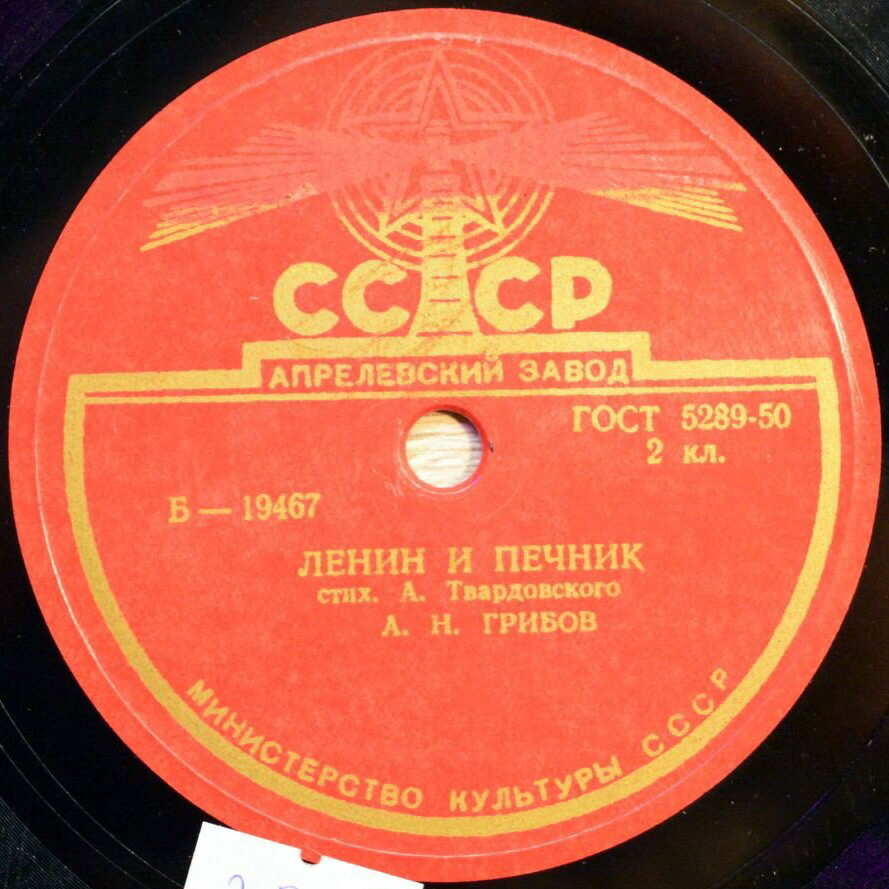 СССР
АПРЕЛЕВСКИЙ ЗАВОД
ГОСТ 5289-50
2 кл.
Б — 19467
ЛЕНИН И ПЕЧНИК
стих. А. Твардовского
А. Н. ГРИБОВ
МИНИСТЕРСТВО КУЛЬТУРЫ СССР